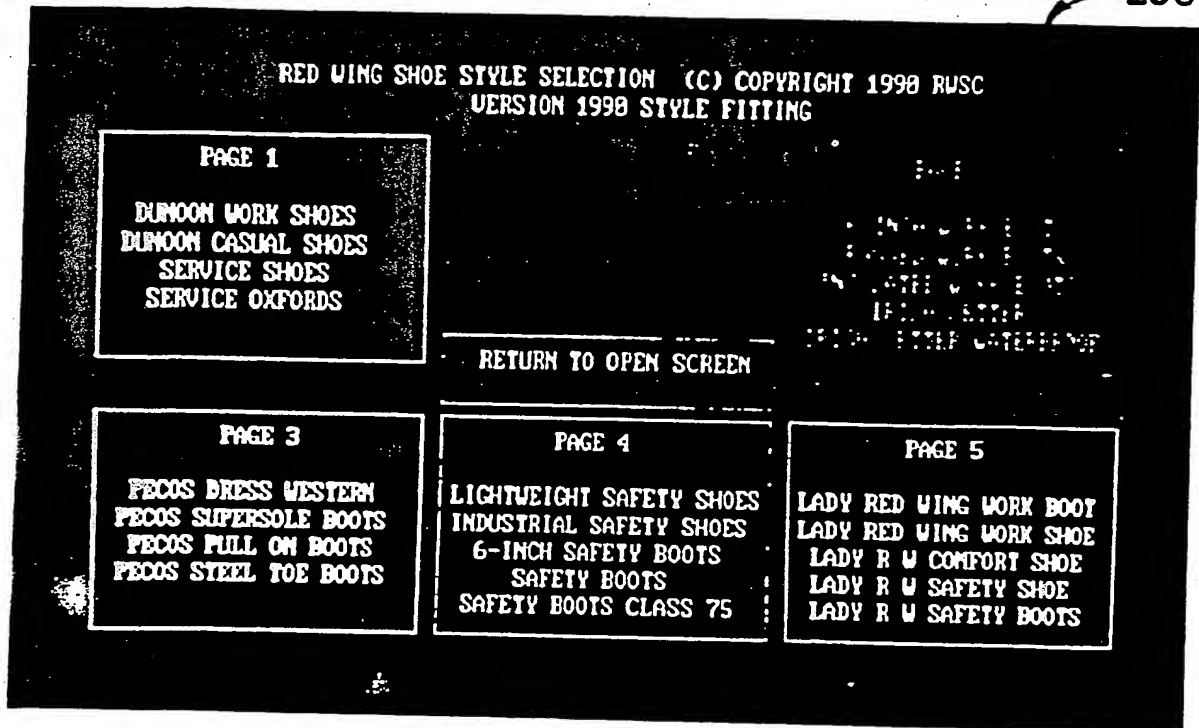 RED WING SHOE STYLE SELECTION (C) COPYRIGHT 1990 RWSC
VERSION 1990 STYLE FITTING
PAGE 1
DUNOON WORK SHOES
DUNOON CASUAL SHOES
SERVICE SHOES
SERVICE OXFORDS
RETURN TO OPEN SCREEN
PAGE 3
PECOS DRESS WESTERN
PECOS SUPERSOLE BOOTS
PECOS PULL ON BOOTS
PECOS STEEL TOE BOOTS
PAGE 4
LIGHTWEIGHT SAFETY SHOES
INDUSTRIAL SAFETY SHOES
6-INCH SAFETY BOOTS
SAFETY BOOTS
SAFETY BOOTS CLASS 75
PAGE 5
LADY RED WING WORK BOOT
LADY RED WING WORK SHOE
LADY R W COMFORT SHOE
LADY R W SAFETY SHOE
LADY R W SAFETY BOOTS